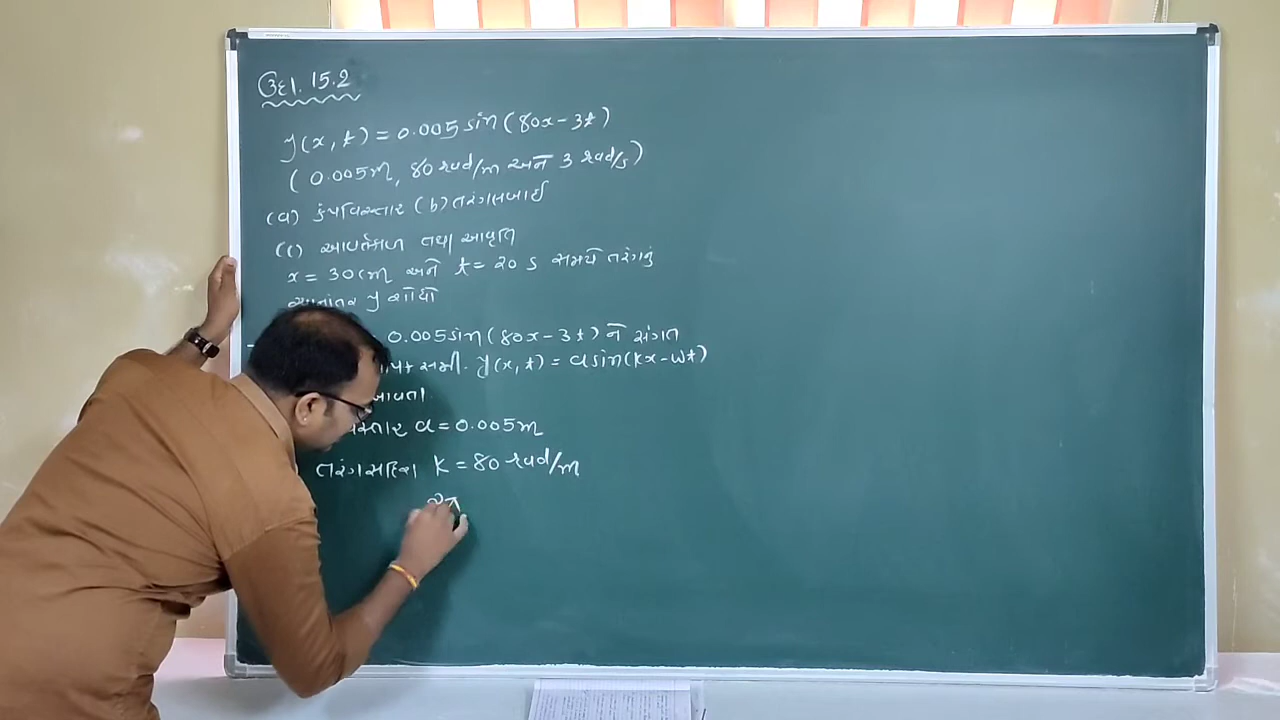 ઉદા. 15.2
y(x, t) = 0.005 sin(80x - 3t)
(0.005m, 80 rad/m અને 3 rad/s)
(a) કંપવિસ્તાર (b) તરંગલંબાઈ
(c) આવર્તકાળ તથા આવૃત્તિ
x = 30cm અને t = 20 s સમયે તરંગનું
સ્થાનાંતર y શોધો
0.005 sin(80x - 3t) ને સંગત
સમી. y(x, t) = a sin(kx - ωt)
a = 0.005m
તરંગસદિશ k = 80 rad/m
2π